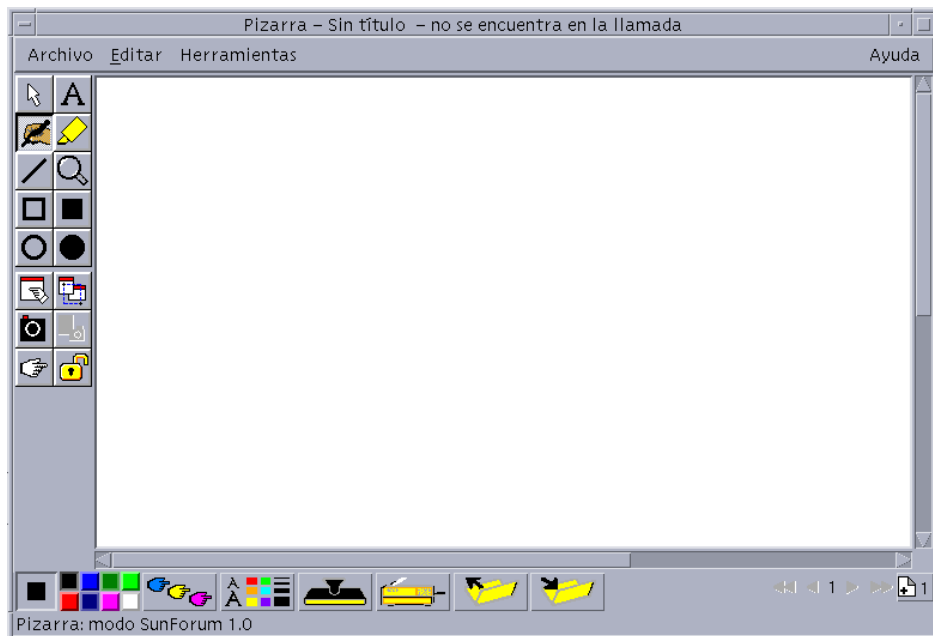 Pizarra – Sin título – no se encuentra en la llamada
Archivo Editar Herramientas Ayuda
A
A
A
1 1
Pizarra: modo SunForum 1.0